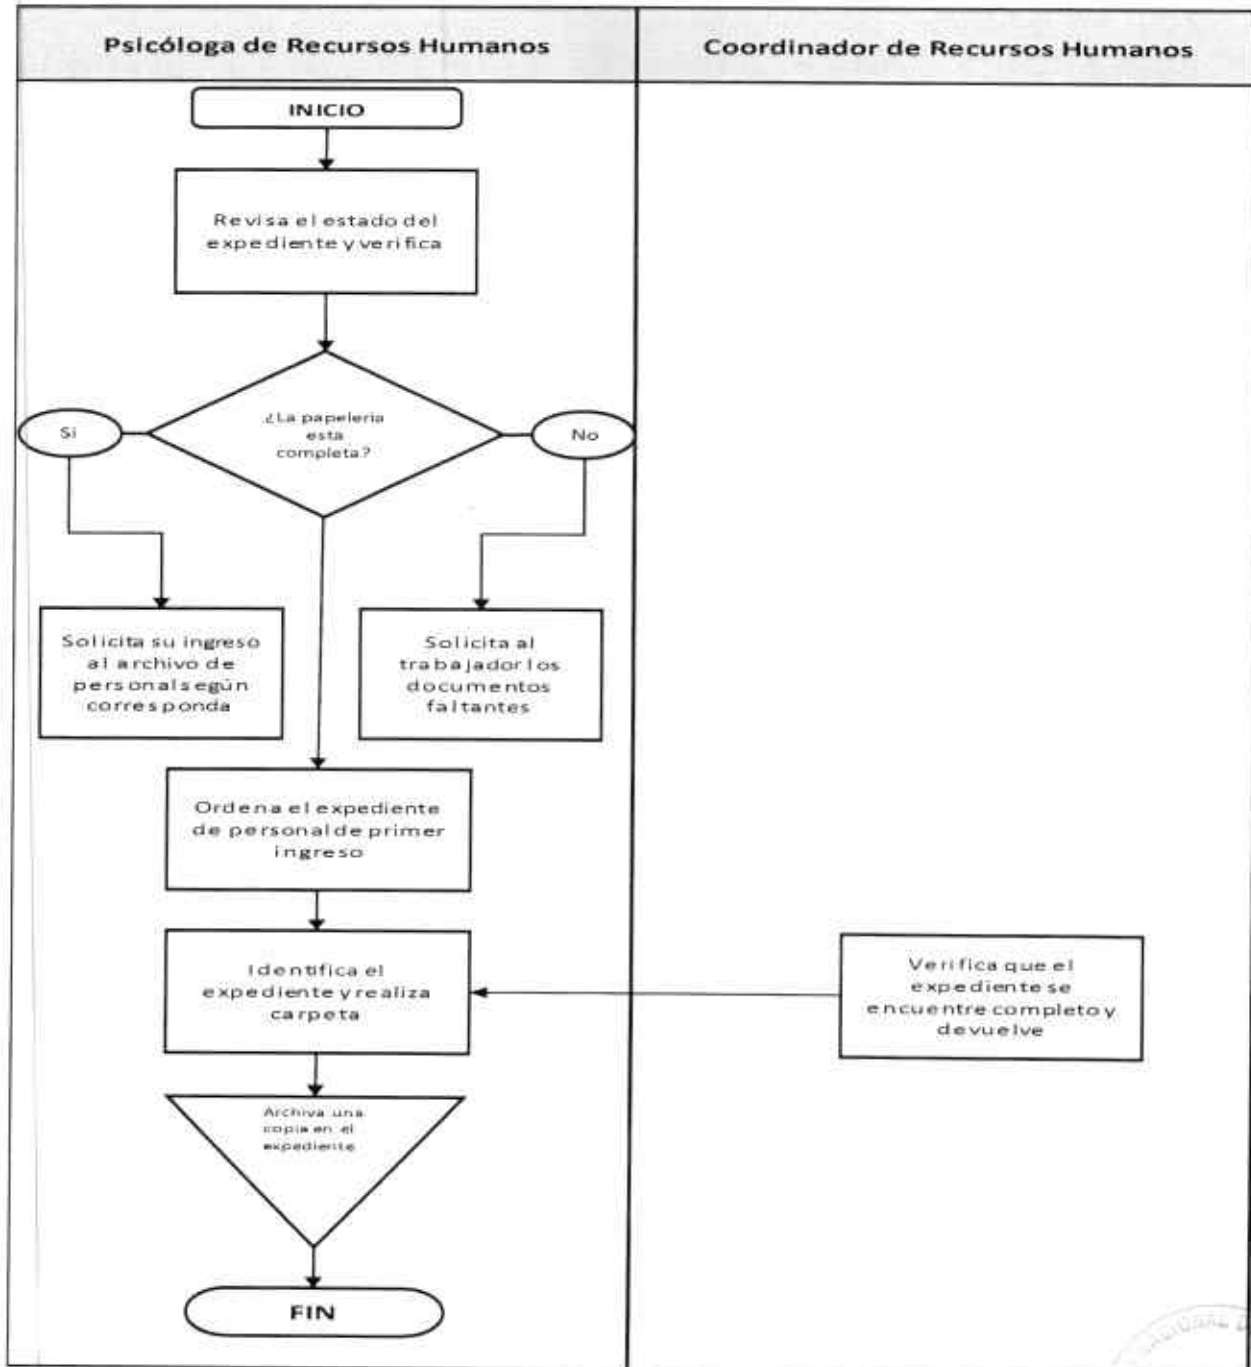 Psicóloga de Recursos Humanos
Coordinador de Recursos Humanos
INICIO
Revisa el estado del
expediente y verifica
¿La papeleria
esta
completa?
Si
No
Solicita su ingreso
al archivo de
personal según
corresponda
Solicita al
trabajador los
documentos
faltantes
Ordena el expediente
de personal de primer
ingreso
Identifica el
expediente y realiza
carpeta
Verifica que el
expediente se
encuentre completo y
devuelve
Archiva una
copia en el
expediente
FIN